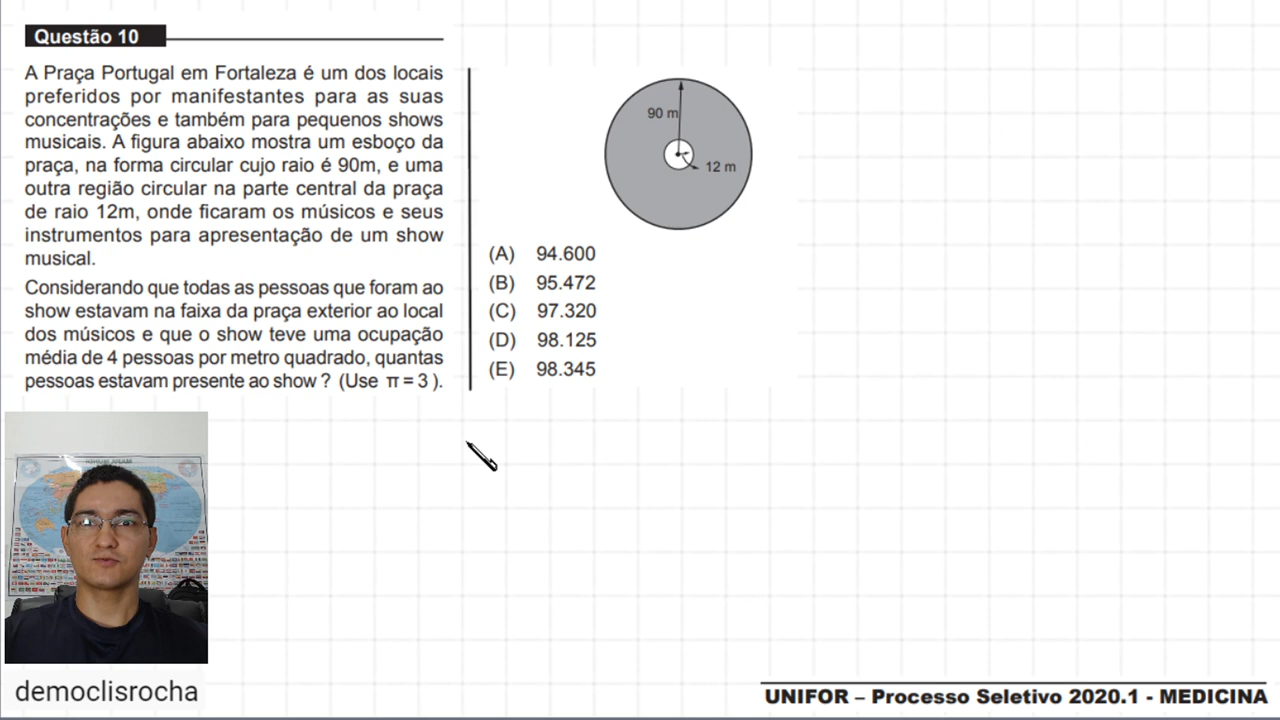 Questão 10
A Praça Portugal em Fortaleza é um dos locais
preferidos por manifestantes para as suas
concentrações e também para pequenos shows
musicais. A figura abaixo mostra um esboço da
praça, na forma circular cujo raio é 90m, e uma
outra região circular na parte central da praça
de raio 12m, onde ficaram os músicos e seus
instrumentos para apresentação de um show
musical.
Considerando que todas as pessoas que foram ao
show estavam na faixa da praça exterior ao local
dos músicos e que o show teve uma ocupação
média de 4 pessoas por metro quadrado, quantas
pessoas estavam presente ao show ? (Use π = 3 ).
90 m
12 m
(A) 94.600
(B) 95.472
(C) 97.320
(D) 98.125
(E) 98.345
democlisrocha
UNIFOR – Processo Seletivo 2020.1 - MEDICINA